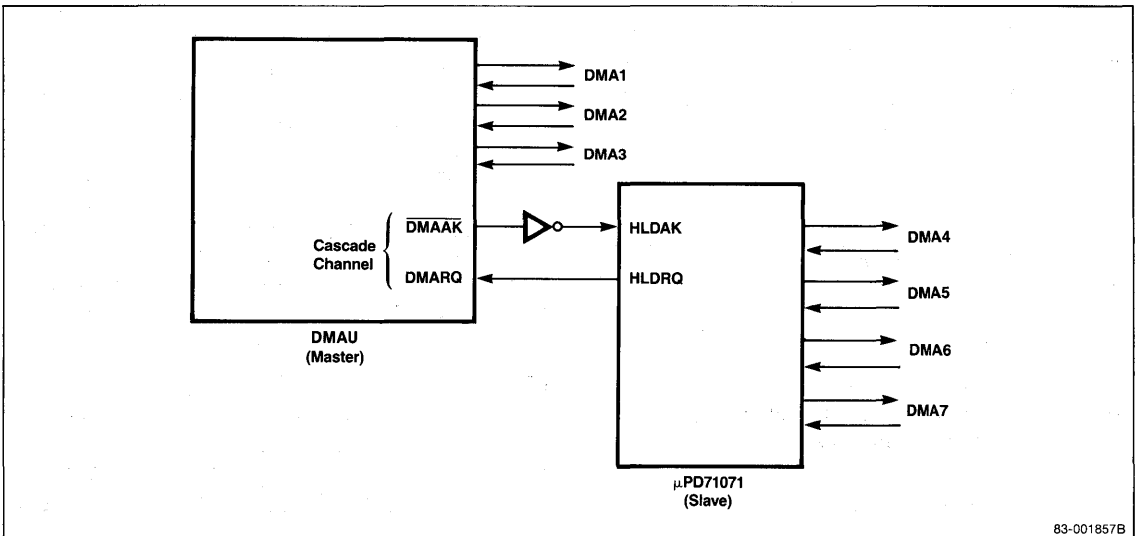 DMA1
DMA2
DMA3
Cascade
Channel
DMAAK
DMARQ
DMAU
(Master)
HLDAK
HLDRQ
DMA4
DMA5
DMA6
DMA7
μPD71071
(Slave)
83-001857B